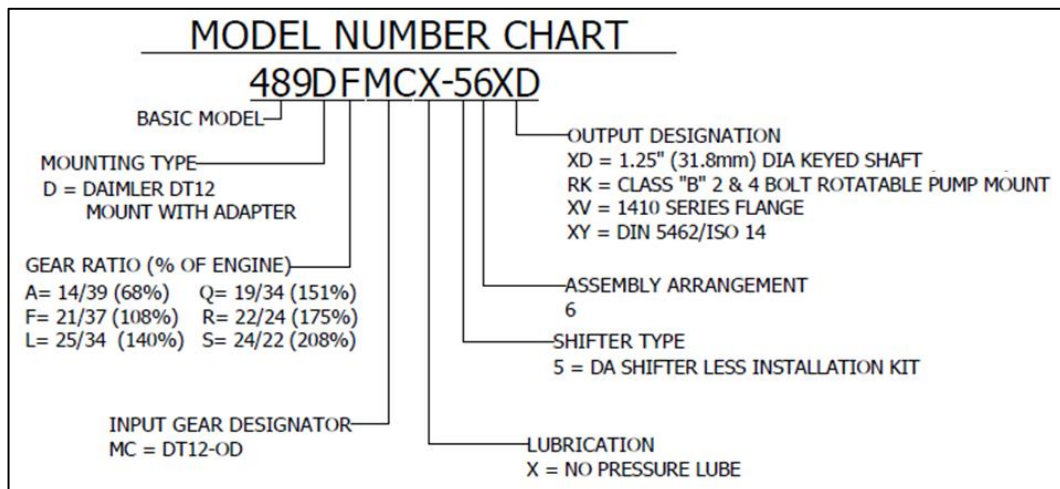 MODEL NUMBER CHART
489DFMCX-56XD
BASIC MODEL
MOUNTING TYPE
D = DAIMLER DT12
MOUNT WITH ADAPTER
GEAR RATIO (% OF ENGINE)
A= 14/39 (68%) Q= 19/34 (151%)
F= 21/37 (108%) R= 22/24 (175%)
L= 25/34 (140%) S= 24/22 (208%)
INPUT GEAR DESIGNATOR
MC = DT12-OD
OUTPUT DESIGNATION
XD = 1.25" (31.8mm) DIA KEYED SHAFT
RK = CLASS "B" 2 & 4 BOLT ROTATABLE PUMP MOUNT
XV = 1410 SERIES FLANGE
XY = DIN 5462/ISO 14
ASSEMBLY ARRANGEMENT
6
SHIFTER TYPE
5 = DA SHIFTER LESS INSTALLATION KIT
LUBRICATION
X = NO PRESSURE LUBE